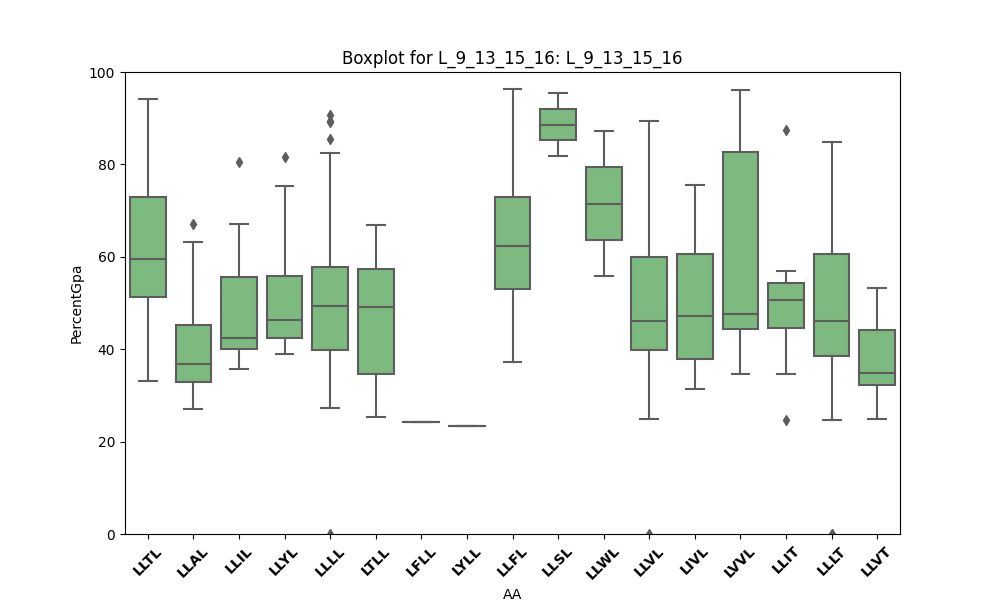 Boxplot for L_9_13_15_16: L_9_13_15_16
100
80
60
40
20
0
PercentGpa
LLTL LLAL LLIL LLYL LLLL LTLL LFLL LYLL LLFL LLSL LLWL LLVL LIVL LVVL LLIT LLLT LLVT
AA